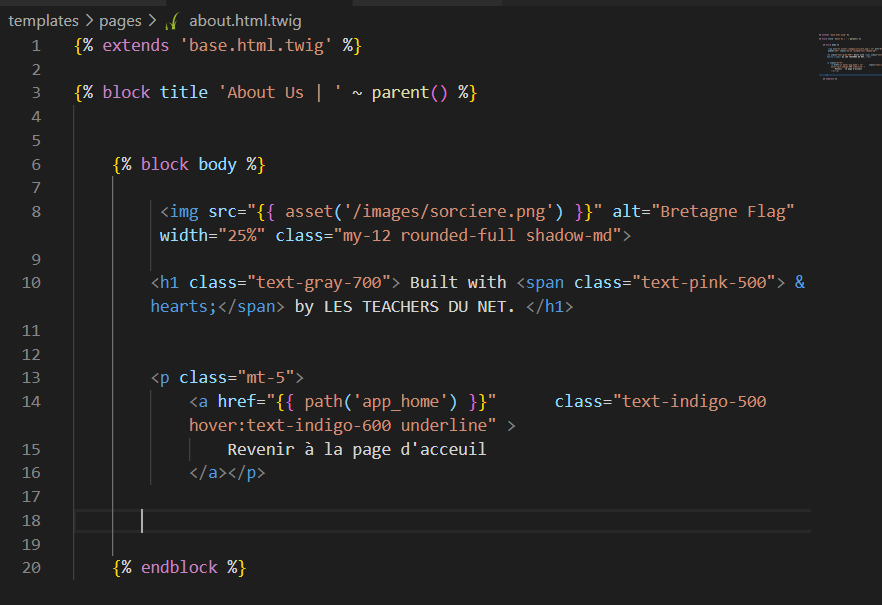 templates > pages > about.html.twig
1 {% extends 'base.html.twig' %}
2
3 {% block title 'About Us | ' ~ parent() %}
4
5
6 {% block body %}
7
8 <img src="{{ asset('/images/sorciere.png') }}" alt="Bretagne Flag"
width="25%" class="my-12 rounded-full shadow-md">
9
10 <h1 class="text-gray-700"> Built with <span class="text-pink-500"> &
hearts;</span> by LES TEACHERS DU NET. </h1>
11
12
13 <p class="mt-5">
14 <a href="{{ path('app_home') }}" class="text-indigo-500
hover:text-indigo-600 underline" >
15 Revenir à la page d'acceuil
16 </a></p>
17
18
19
20 {% endblock %}